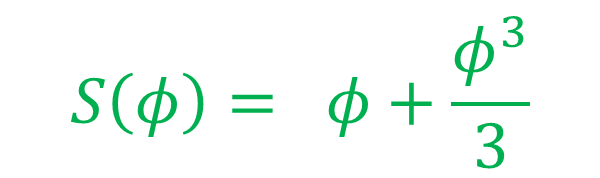 S(ϕ) = ϕ + ϕ³/3